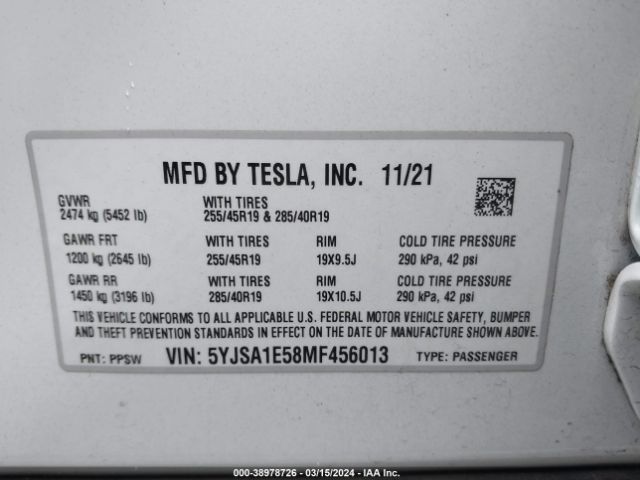 MFD BY TESLA, INC. 11/21
GVWR WITH TIRES
2474 kg (5452 lb) 255/45R19 & 285/40R19
GAWR FRT WITH TIRES RIM COLD TIRE PRESSURE
1200 kg (2645 lb) 255/45R19 19X9.5J 290 kPa, 42 psi
GAWR RR WITH TIRES RIM COLD TIRE PRESSURE
1450 kg (3196 lb) 285/40R19 19X10.5J 290 kPa, 42 psi
THIS VEHICLE CONFORMS TO ALL APPLICABLE U.S. FEDERAL MOTOR VEHICLE SAFETY, BUMPER
AND THEFT PREVENTION STANDARDS IN EFFECT ON THE DATE OF MANUFACTURE SHOWN ABOVE.
PNT: PPSW VIN: 5YJSA1E58MF456013 TYPE: PASSENGER
000-38978726 - 03/15/2024 - IAAI.COM